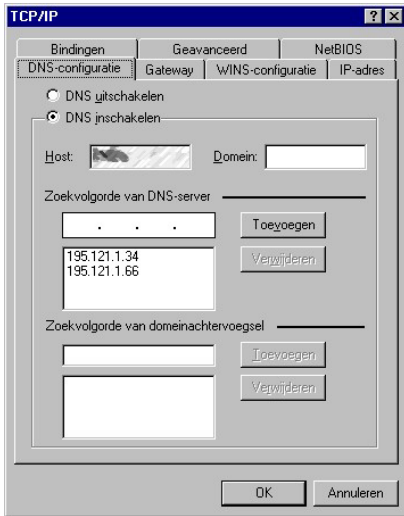 TCP/IP
Bindingen Geavanceerd NetBIOS
DNS-configuratie Gateway WINS-configuratie IP-adres
DNS uitschakelen
DNS inschakelen
Host: Domein:
Zoekvolgorde van DNS-server
. . . Toevoegen
195.121.1.34 Verwijderen
195.121.1.66
Zoekvolgorde van domeinachtervoegsel
Toevoegen
Verwijderen
OK Annuleren